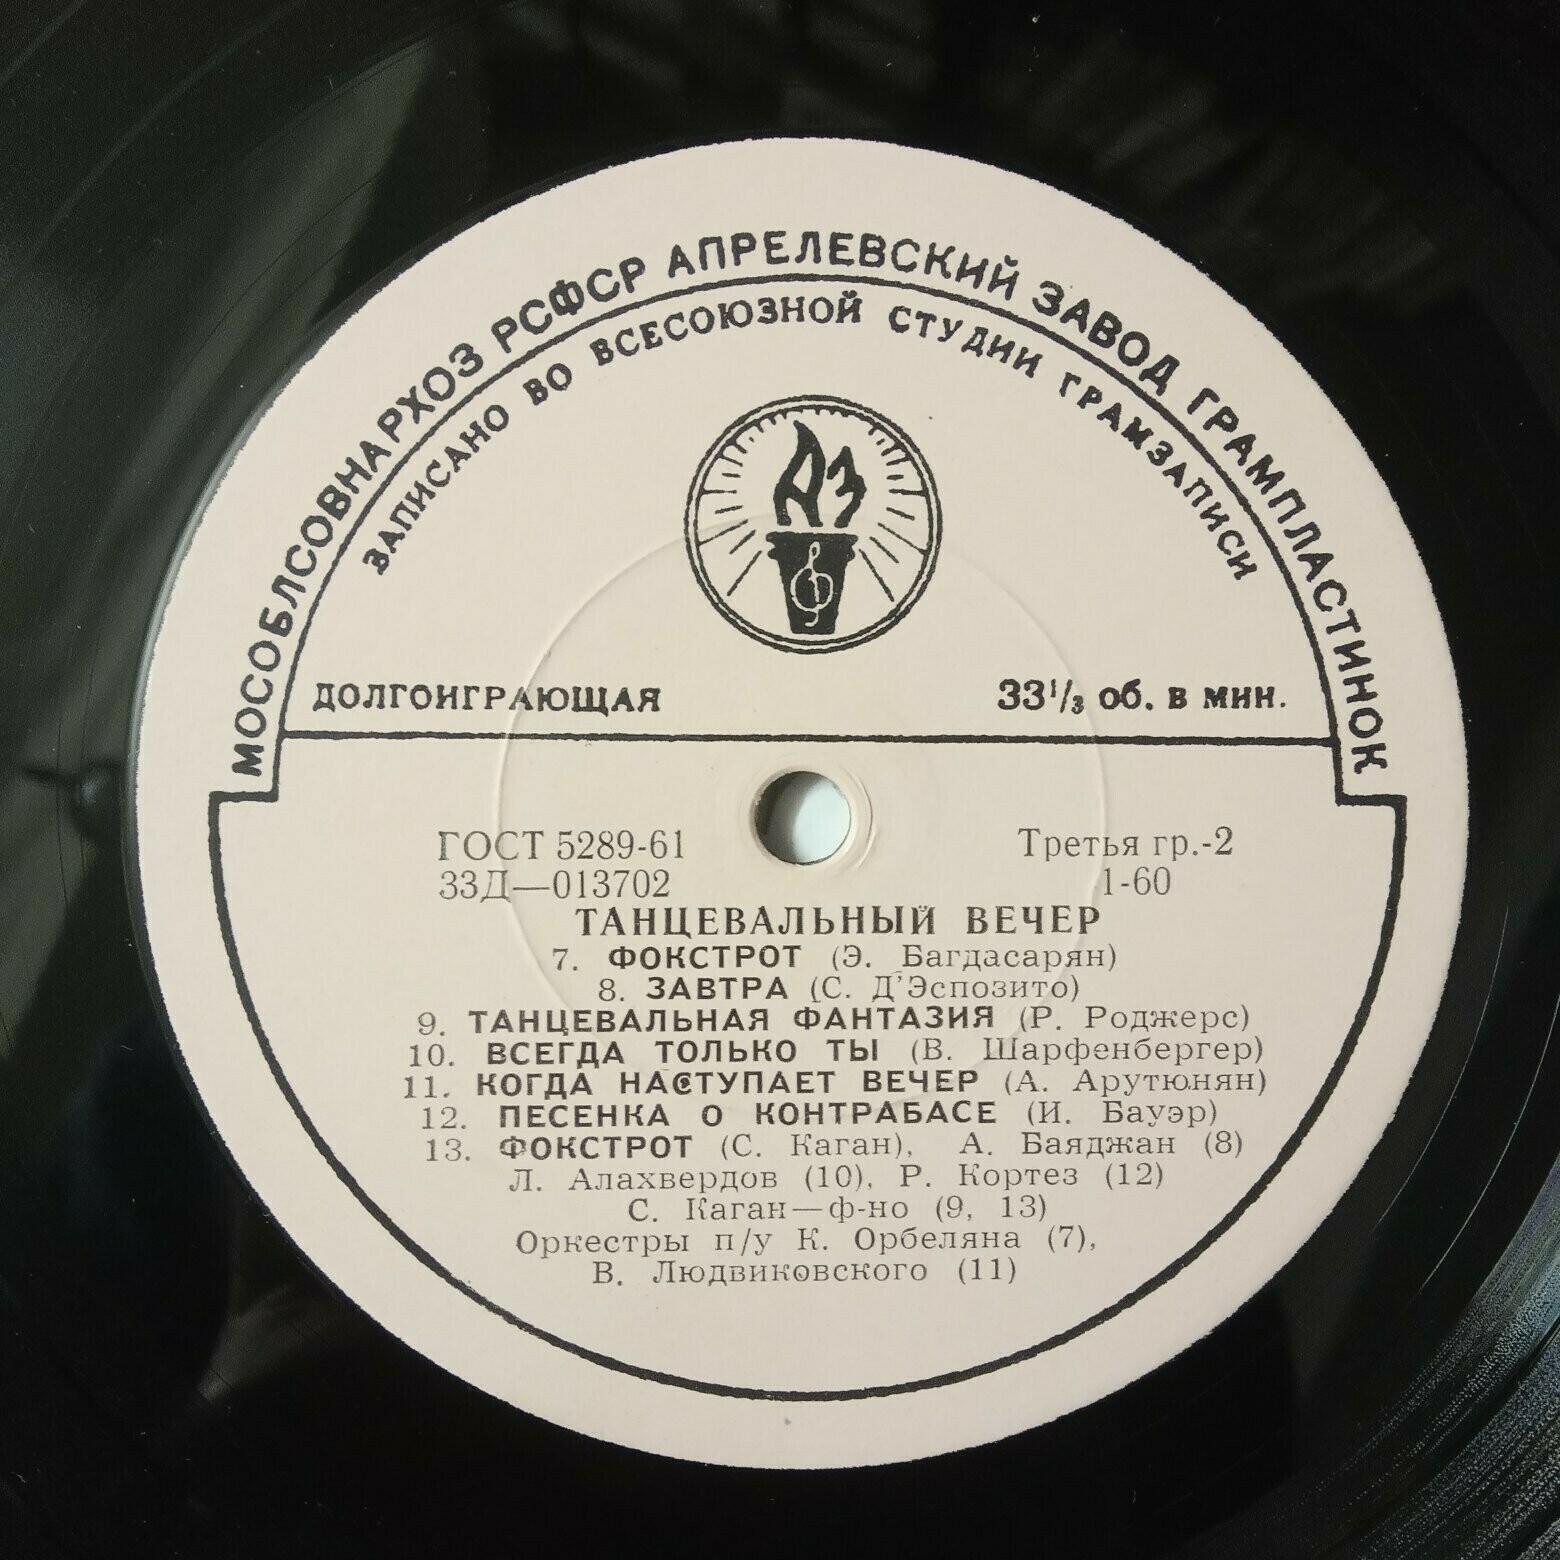 МОСОБЛСОВНАРХОЗ РСФСР АПРЕЛЕВСКИЙ ЗАВОД ГРАМПЛАСТИНОК
ЗАПИСАНО ВО ВСЕСОЮЗНОЙ СТУДИИ ГРАМЗАПИСИ
АЗ
ДОЛГОИГРАЮЩАЯ 33 1/3 об. в мин.
ГОСТ 5289-61 Третья гр.-2
33Д—013702 1-60
ТАНЦЕВАЛЬНЫЙ ВЕЧЕР
7. ФОКСТРОТ (Э. Багдасарян)
8. ЗАВТРА (С. Д'Эспозито)
9. ТАНЦЕВАЛЬНАЯ ФАНТАЗИЯ (Р. Роджерс)
10. ВСЕГДА ТОЛЬКО ТЫ (В. Шарфенбергер)
11. КОГДА НАСТУПАЕТ ВЕЧЕР (А. Арутюнян)
12. ПЕСЕНКА О КОНТРАБАСЕ (И. Бауэр)
13. ФОКСТРОТ (С. Каган), А. Баяджан (8)
Л. Алахвердов (10), Р. Кортез (12)
С. Каган—ф-но (9, 13)
Оркестры п/у К. Орбеляна (7),
В. Людвиковского (11)